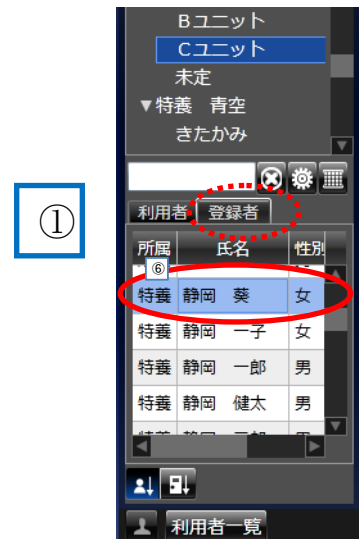 Bユニット
Cユニット
未定
▼特養 青空
きたかみ
①
利用者 登録者
所属 氏名 性別
⑥
特養 静岡 葵 女
特養 静岡 一子 女
特養 静岡 一郎 男
特養 静岡 健太 男
利用者一覧